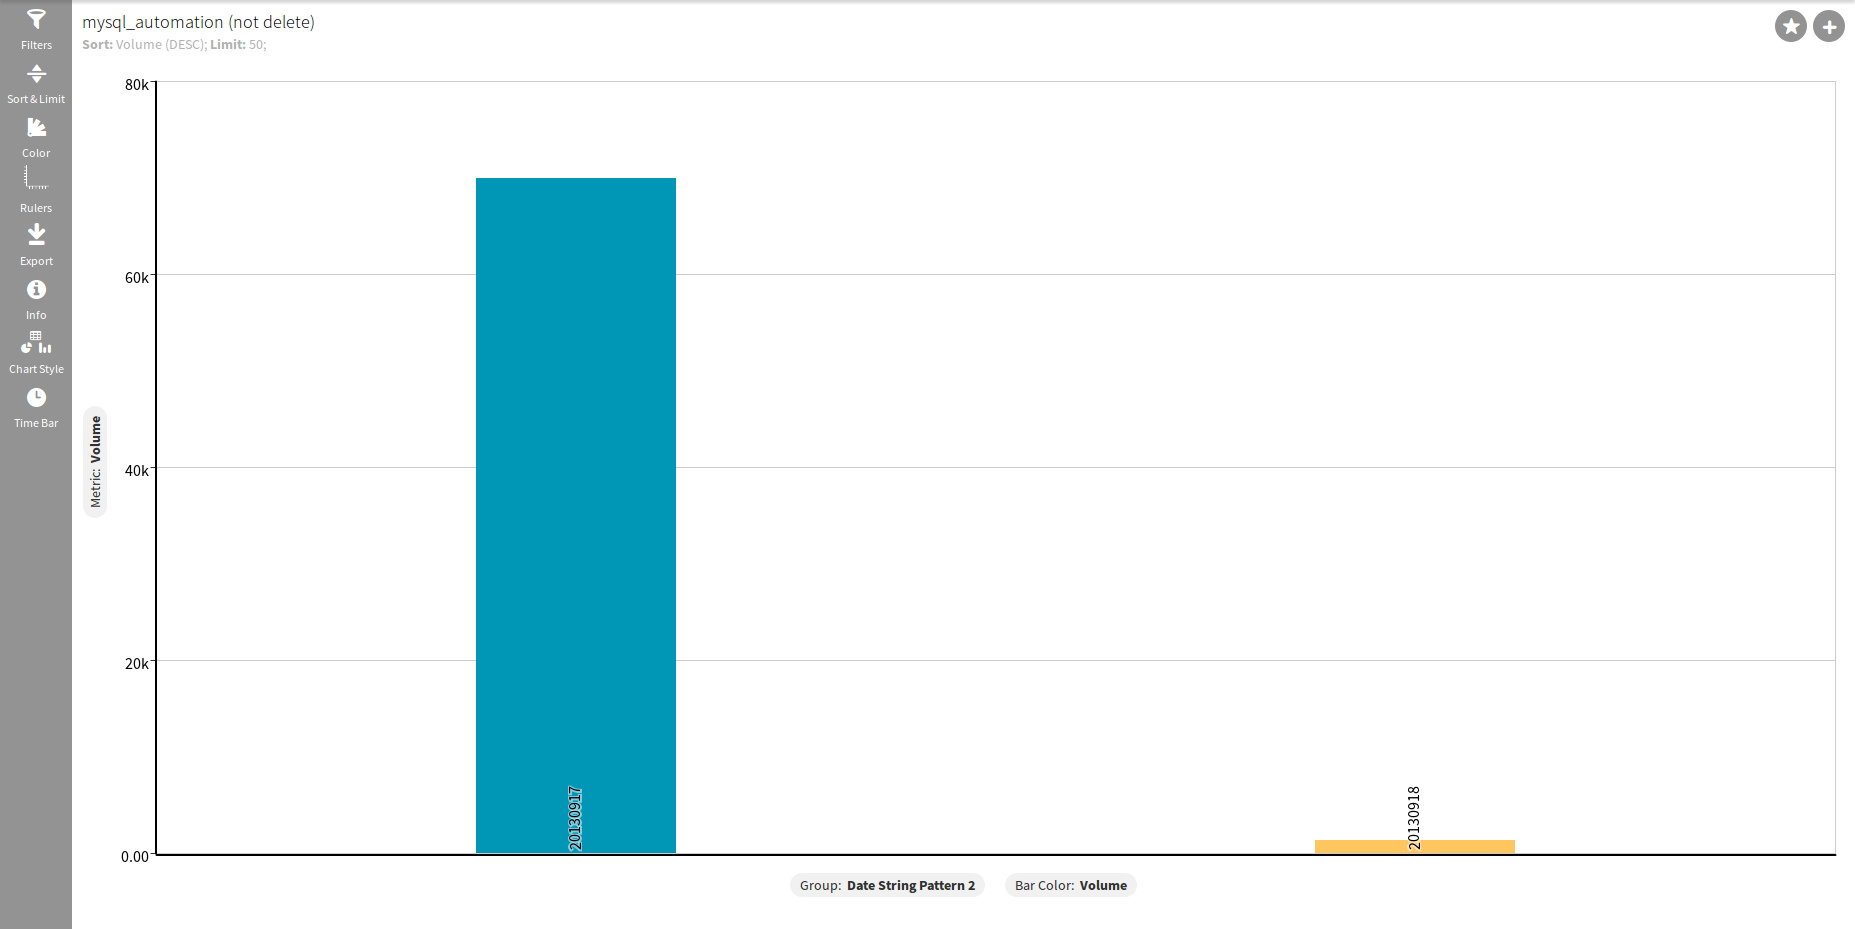 mysql_automation (not delete)
Sort: Volume (DESC); Limit: 50;
Filters
Sort & Limit
Color
Rulers
Export
Info
Chart Style
Time Bar
Metric: Volume
80k
60k
40k
20k
0.00
20130917
20130918
Group: Date String Pattern 2
Bar Color: Volume